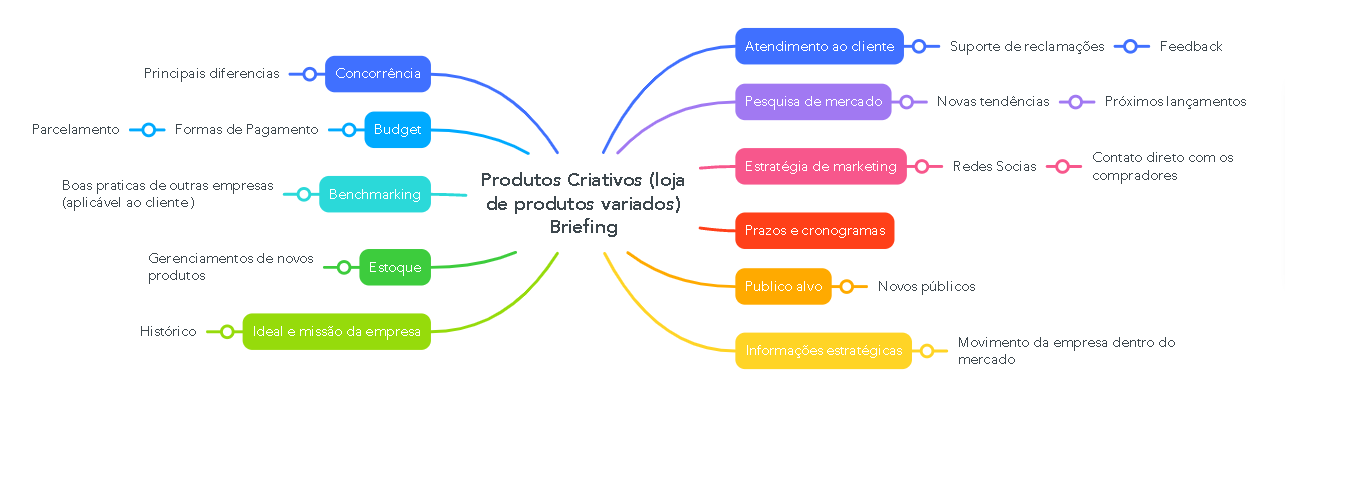 Produtos Criativos (loja
de produtos variados)
Briefing
Atendimento ao cliente
Suporte de reclamações
Feedback
Pesquisa de mercado
Novas tendências
Próximos lançamentos
Estratégia de marketing
Redes Socias
Contato direto com os
compradores
Prazos e cronogramas
Publico alvo
Novos públicos
Informações estratégicas
Movimento da empresa dentro do
mercado
Concorrência
Principais diferencias
Budget
Formas de Pagamento
Parcelamento
Benchmarking
Boas praticas de outras empresas
(aplicável ao cliente)
Estoque
Gerenciamentos de novos
produtos
Ideal e missão da empresa
Histórico